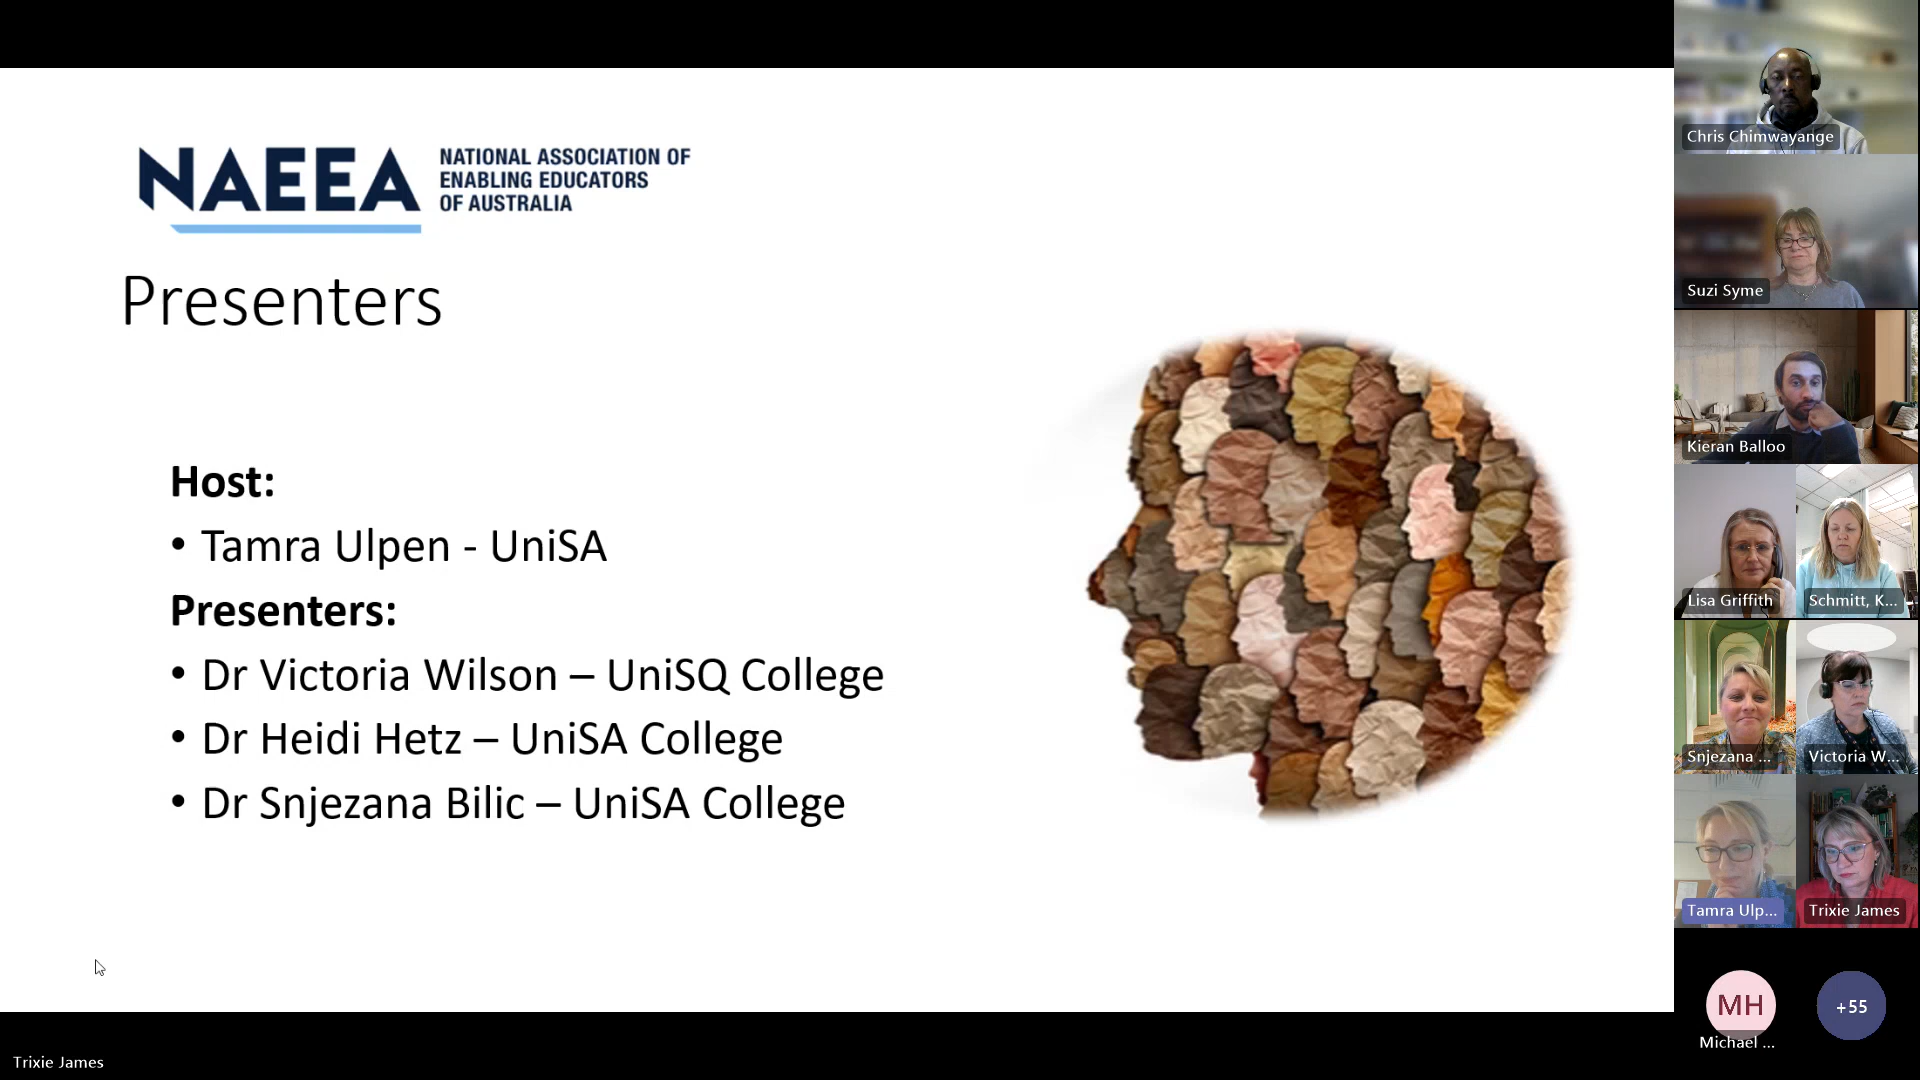 NAEEA
NATIONAL ASSOCIATION OF
ENABLING EDUCATORS
OF AUSTRALIA
Presenters
Host:
• Tamra Ulpen - UniSA
Presenters:
• Dr Victoria Wilson – UniSQ College
• Dr Heidi Hetz – UniSA College
• Dr Snjezana Bilic – UniSA College
Trixie James
Chris Chimwayange
Suzi Syme
Kieran Balloo
Lisa Griffith
Schmitt, K...
Snjezana ...
Victoria W...
Tamra Ulp...
Trixie James
MH
Michael ...
+55